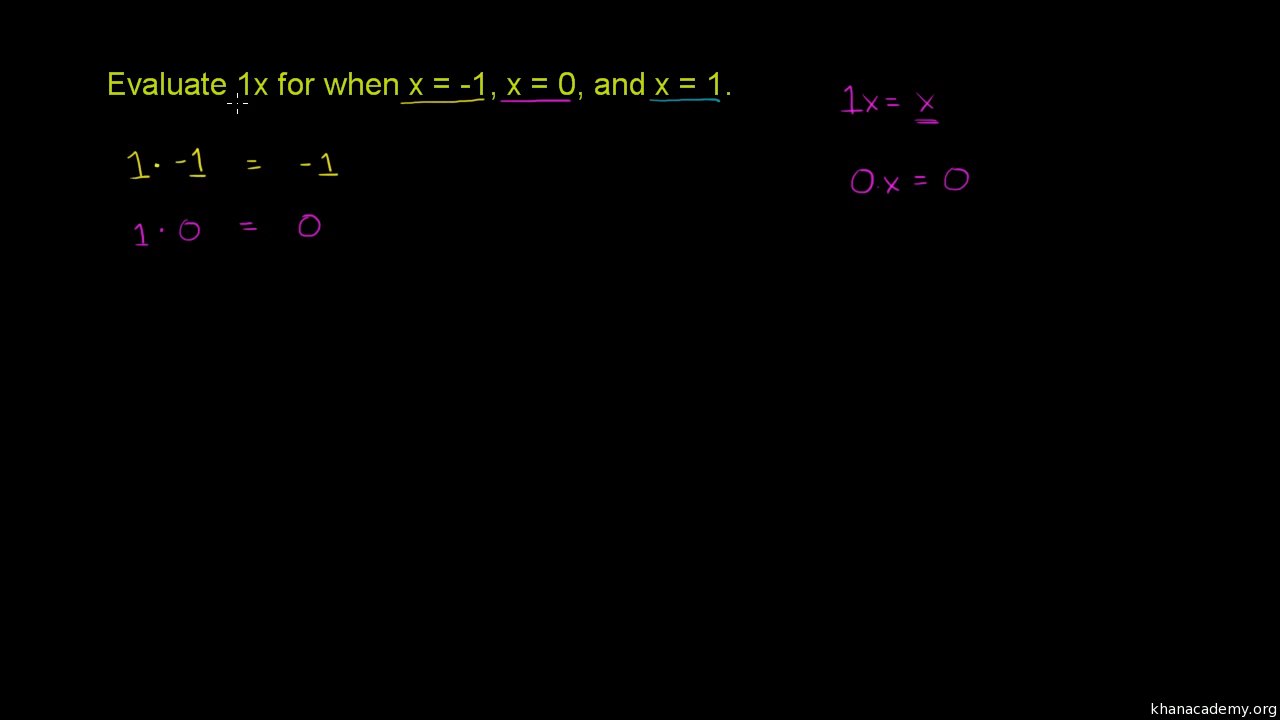 Evaluate 1x for when x = -1, x = 0, and x = 1.
1x = x
1 · -1 = -1
0·x = 0
1 · 0 = 0
khanacademy.org